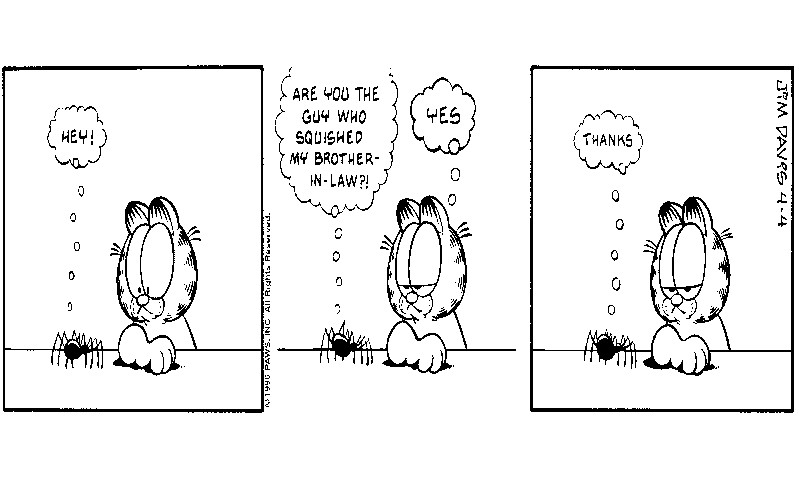 HEY!
ARE YOU THE
GUY WHO
SQUISHED
MY BROTHER-
IN-LAW?!
YES
© 1990 PAWS, INC. All Rights Reserved.
THANKS
JIM DAVIS 4-4